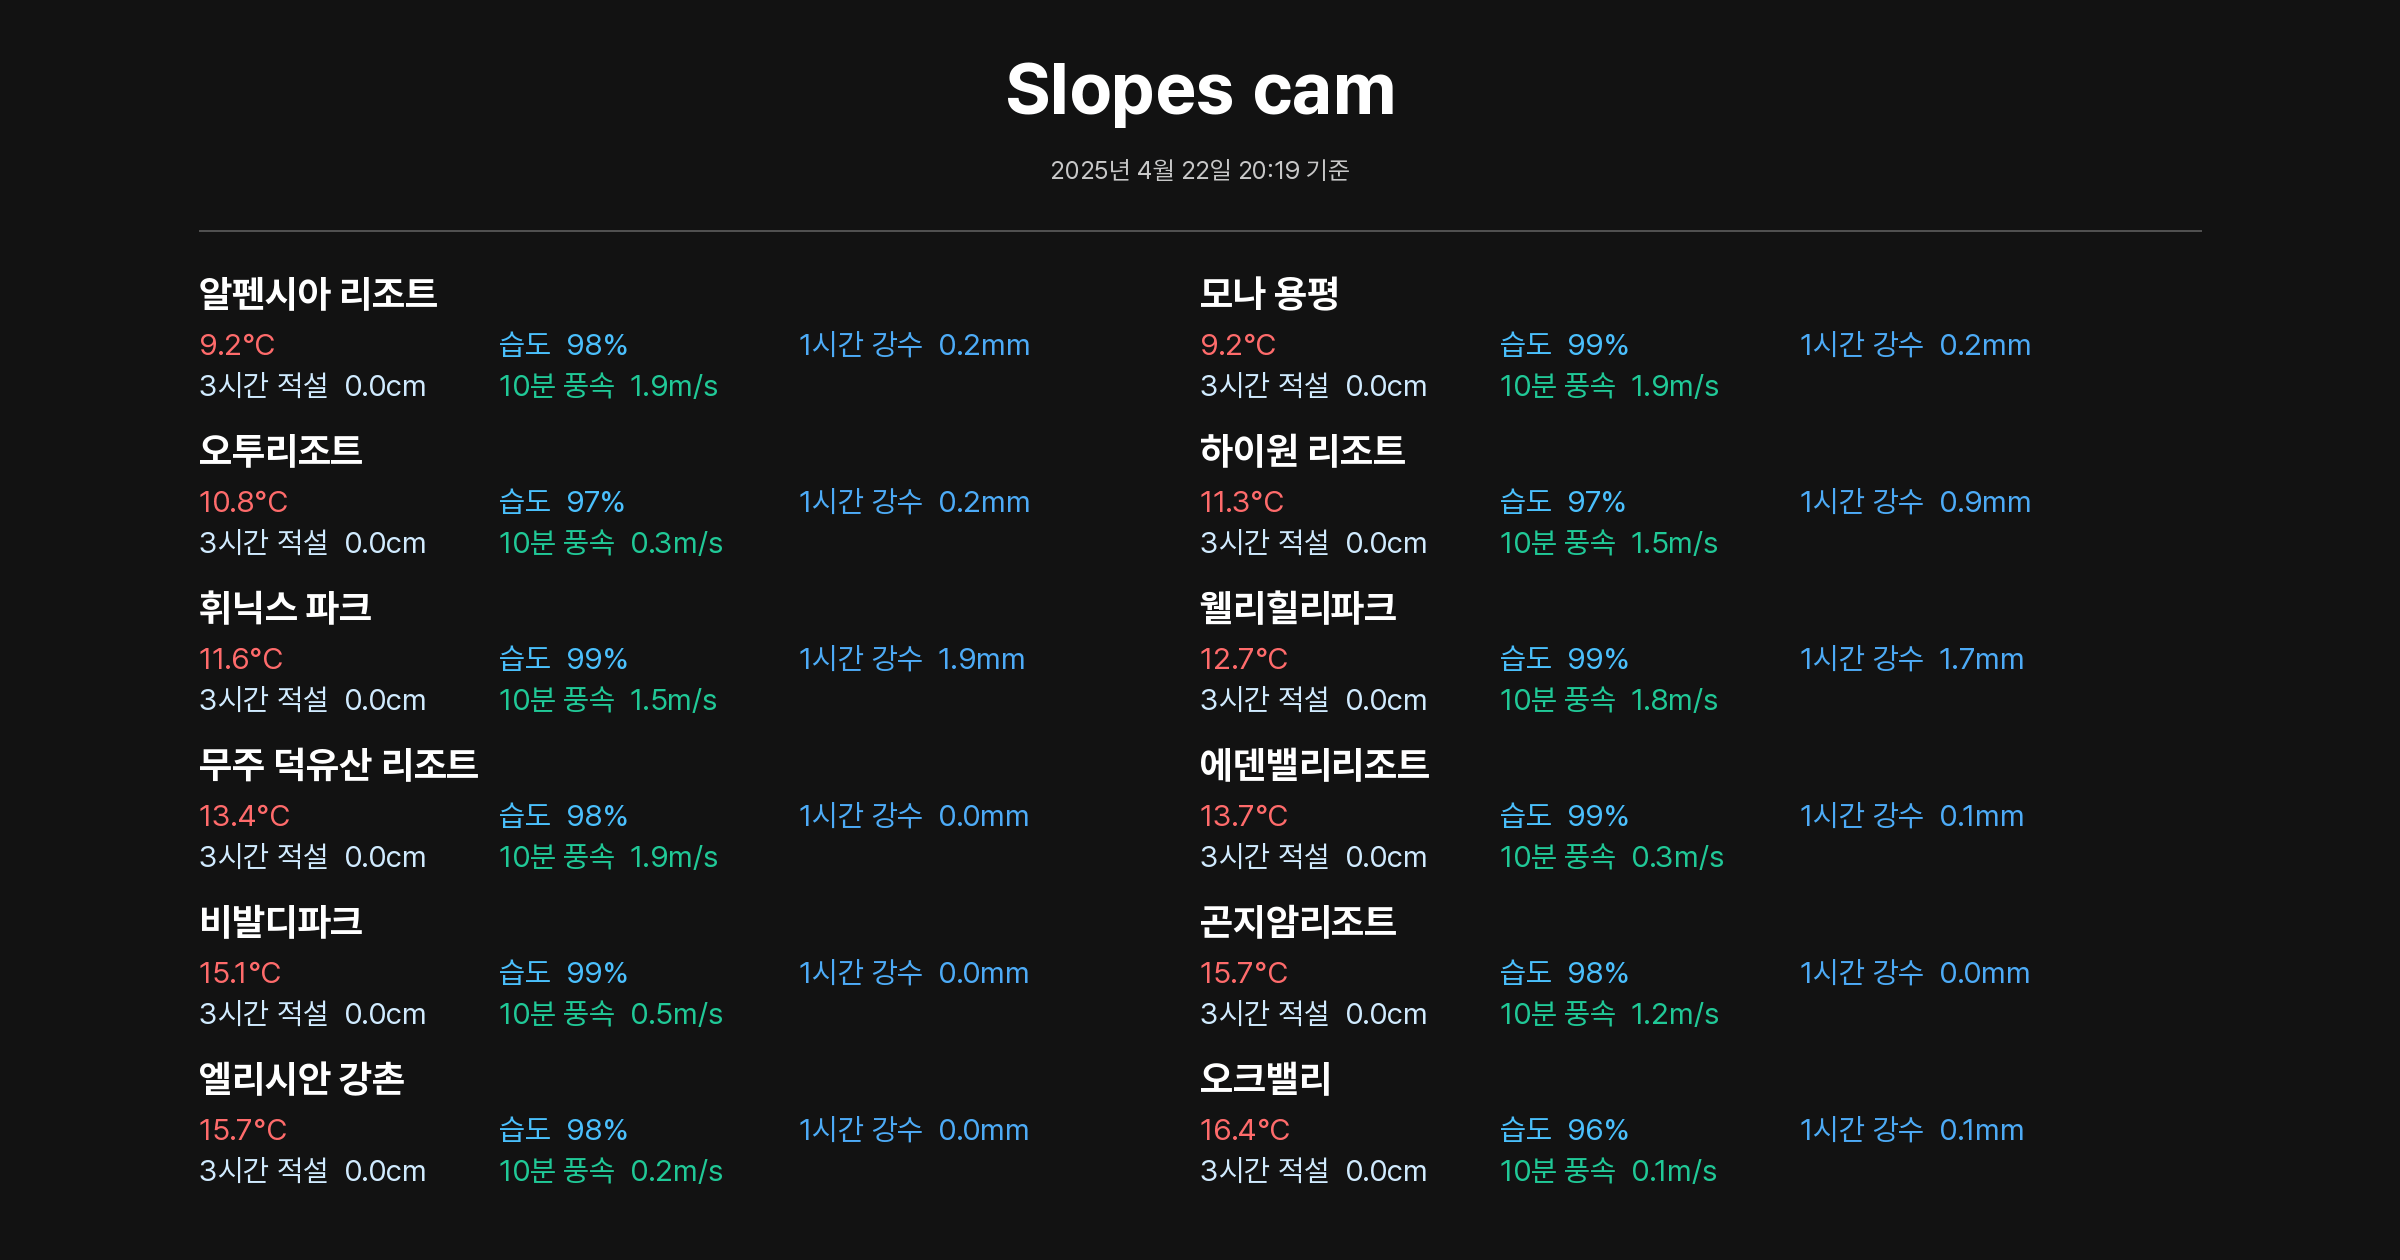 Slopes cam
2025년 4월 22일 20:19 기준
알펜시아 리조트
9.2°C 습도 98% 1시간 강수 0.2mm
3시간 적설 0.0cm 10분 풍속 1.9m/s
모나 용평
9.2°C 습도 99% 1시간 강수 0.2mm
3시간 적설 0.0cm 10분 풍속 1.9m/s
오투리조트
10.8°C 습도 97% 1시간 강수 0.2mm
3시간 적설 0.0cm 10분 풍속 0.3m/s
하이원 리조트
11.3°C 습도 97% 1시간 강수 0.9mm
3시간 적설 0.0cm 10분 풍속 1.5m/s
휘닉스 파크
11.6°C 습도 99% 1시간 강수 1.9mm
3시간 적설 0.0cm 10분 풍속 1.5m/s
웰리힐리파크
12.7°C 습도 99% 1시간 강수 1.7mm
3시간 적설 0.0cm 10분 풍속 1.8m/s
무주 덕유산 리조트
13.4°C 습도 98% 1시간 강수 0.0mm
3시간 적설 0.0cm 10분 풍속 1.9m/s
에덴밸리리조트
13.7°C 습도 99% 1시간 강수 0.1mm
3시간 적설 0.0cm 10분 풍속 0.3m/s
비발디파크
15.1°C 습도 99% 1시간 강수 0.0mm
3시간 적설 0.0cm 10분 풍속 0.5m/s
곤지암리조트
15.7°C 습도 98% 1시간 강수 0.0mm
3시간 적설 0.0cm 10분 풍속 1.2m/s
엘리시안 강촌
15.7°C 습도 98% 1시간 강수 0.0mm
3시간 적설 0.0cm 10분 풍속 0.2m/s
오크밸리
16.4°C 습도 96% 1시간 강수 0.1mm
3시간 적설 0.0cm 10분 풍속 0.1m/s